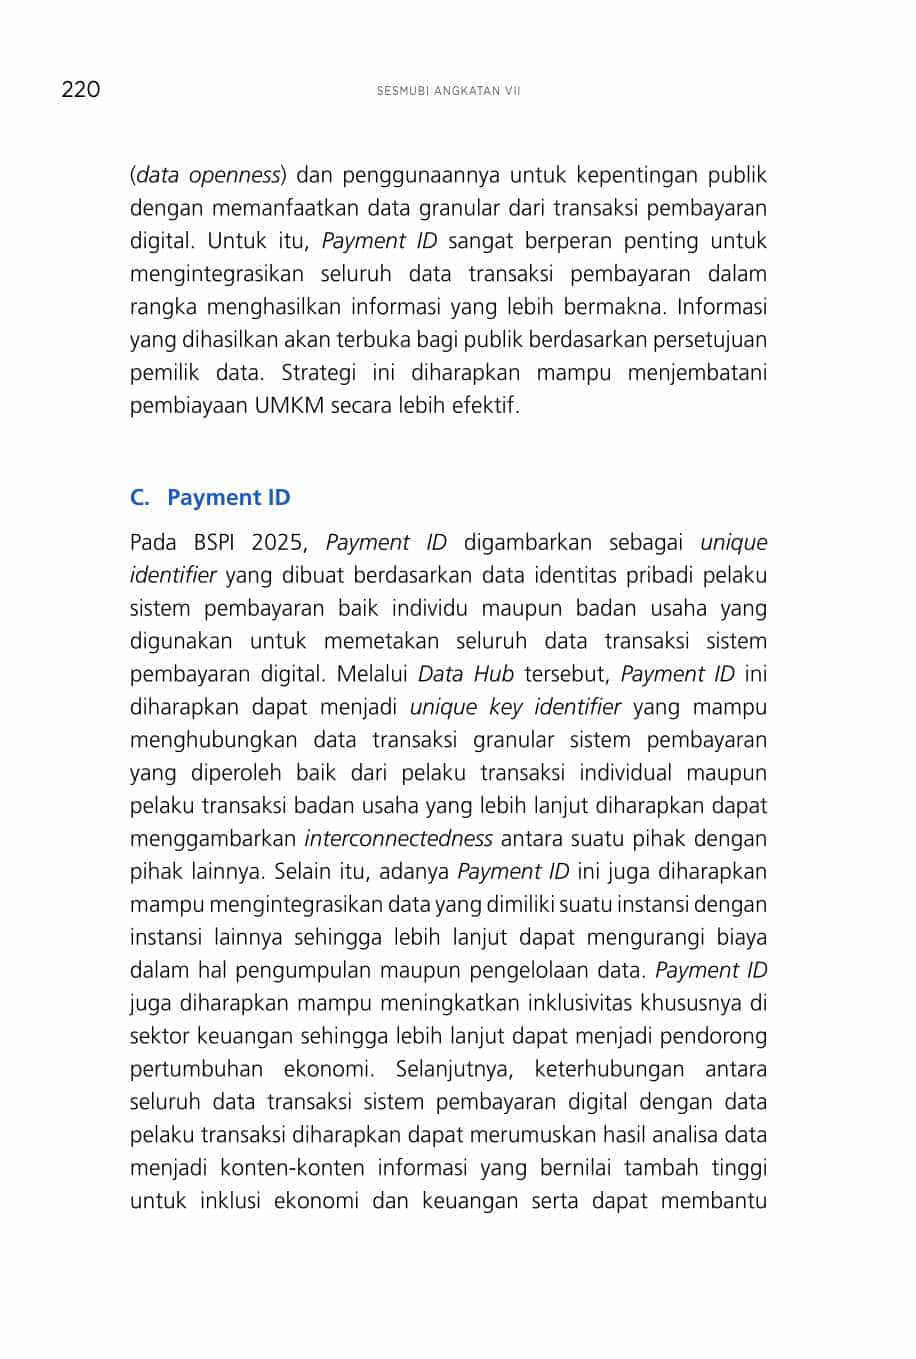 220
SESMUBI ANGKATAN VII
(data openness) dan penggunaannya untuk kepentingan publik
dengan memanfaatkan data granular dari transaksi pembayaran
digital. Untuk itu, Payment ID sangat berperan penting untuk
mengintegrasikan seluruh data transaksi pembayaran dalam
rangka menghasilkan informasi yang lebih bermakna. Informasi
yang dihasilkan akan terbuka bagi publik berdasarkan persetujuan
pemilik data. Strategi ini diharapkan mampu menjembatani
pembiayaan UMKM secara lebih efektif.
C. Payment ID
Pada BSPI 2025, Payment ID digambarkan sebagai unique
identifier yang dibuat berdasarkan data identitas pribadi pelaku
sistem pembayaran baik individu maupun badan usaha yang
digunakan untuk memetakan seluruh data transaksi sistem
pembayaran digital. Melalui Data Hub tersebut, Payment ID ini
diharapkan dapat menjadi unique key identifier yang mampu
menghubungkan data transaksi granular sistem pembayaran
yang diperoleh baik dari pelaku transaksi individual maupun
pelaku transaksi badan usaha yang lebih lanjut diharapkan dapat
menggambarkan interconnectedness antara suatu pihak dengan
pihak lainnya. Selain itu, adanya Payment ID ini juga diharapkan
mampu mengintegrasikan data yang dimiliki suatu instansi dengan
instansi lainnya sehingga lebih lanjut dapat mengurangi biaya
dalam hal pengumpulan maupun pengelolaan data. Payment ID
juga diharapkan mampu meningkatkan inklusivitas khususnya di
sektor keuangan sehingga lebih lanjut dapat menjadi pendorong
pertumbuhan ekonomi. Selanjutnya, keterhubungan antara
seluruh data transaksi sistem pembayaran digital dengan data
pelaku transaksi diharapkan dapat merumuskan hasil analisa data
menjadi konten-konten informasi yang bernilai tambah tinggi
untuk inklusi ekonomi dan keuangan serta dapat membantu